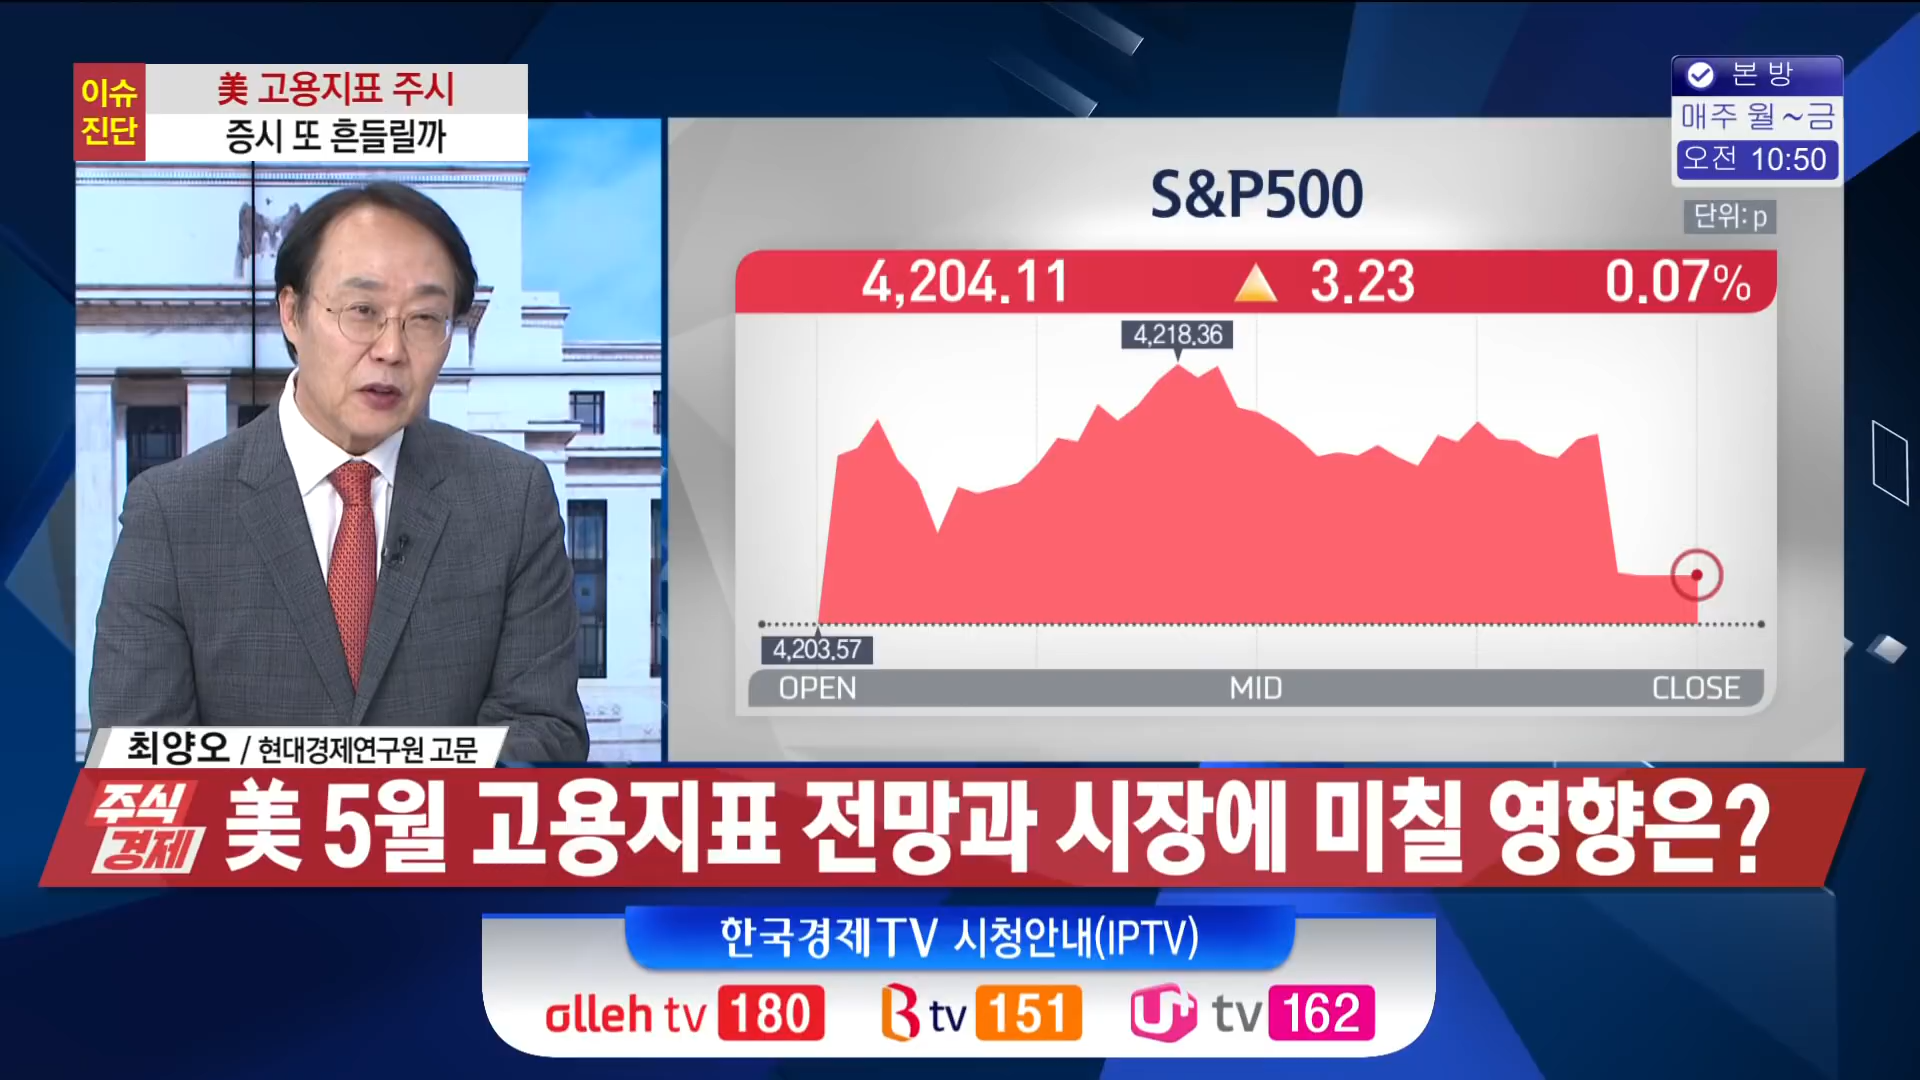 이슈
진단
美 고용지표 주시
증시 또 흔들릴까
본 방
매주 월~금
오전 10:50
S&P500
단위:p
4,204.11 ▲ 3.23 0.07%
4,218.36
4,203.57
OPEN MID CLOSE
최양오 / 현대경제연구원 고문
주식
경제
美 5월 고용지표 전망과 시장에 미칠 영향은?
한국경제TV 시청안내(IPTV)
olleh tv 180 B tv 151 U+ tv 162